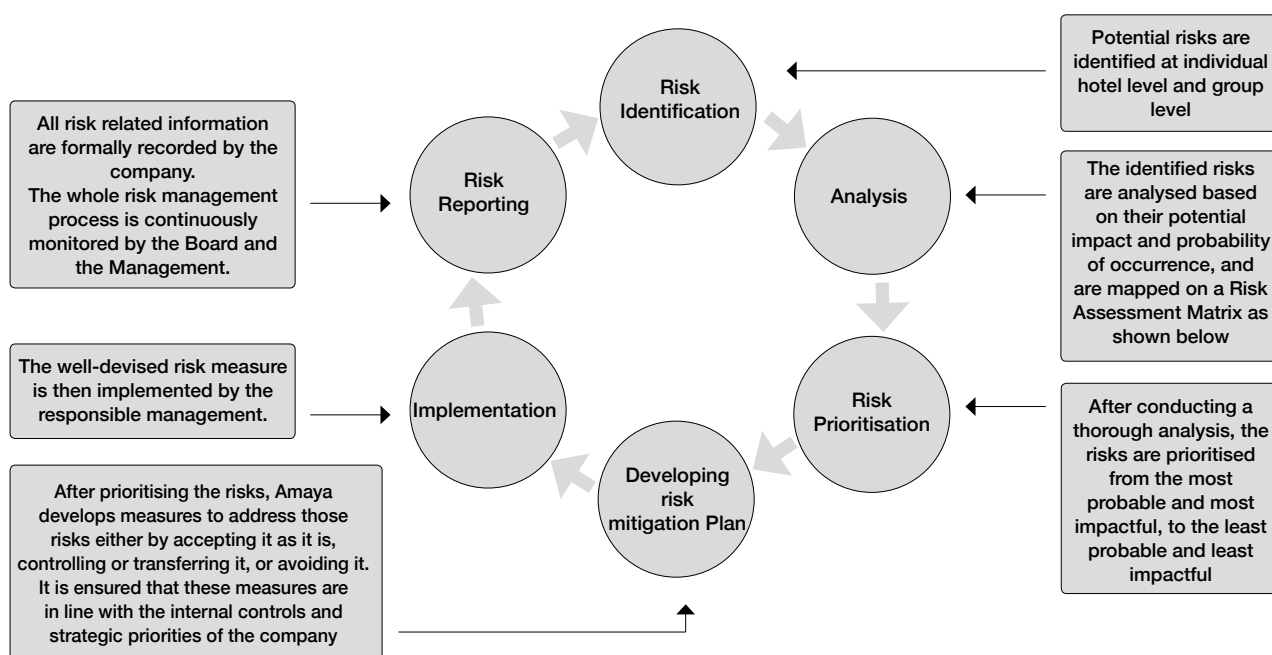 Risk
Identification
Potential risks are
identified at individual
hotel level and group
level
Analysis
The identified risks
are analysed based
on their potential
impact and probability
of occurrence, and
are mapped on a Risk
Assessment Matrix as
shown below
Risk
Prioritisation
After conducting a
thorough analysis, the
risks are prioritised
from the most
probable and most
impactful, to the least
probable and least
impactful
Developing
risk
mitigation Plan
After prioritising the risks, Amaya
develops measures to address those
risks either by accepting it as it is,
controlling or transferring it, or avoiding it.
It is ensured that these measures are
in line with the internal controls and
strategic priorities of the company
Implementation
The well-devised risk measure
is then implemented by the
responsible management.
Risk
Reporting
All risk related information
are formally recorded by the
company.
The whole risk management
process is continuously
monitored by the Board and
the Management.